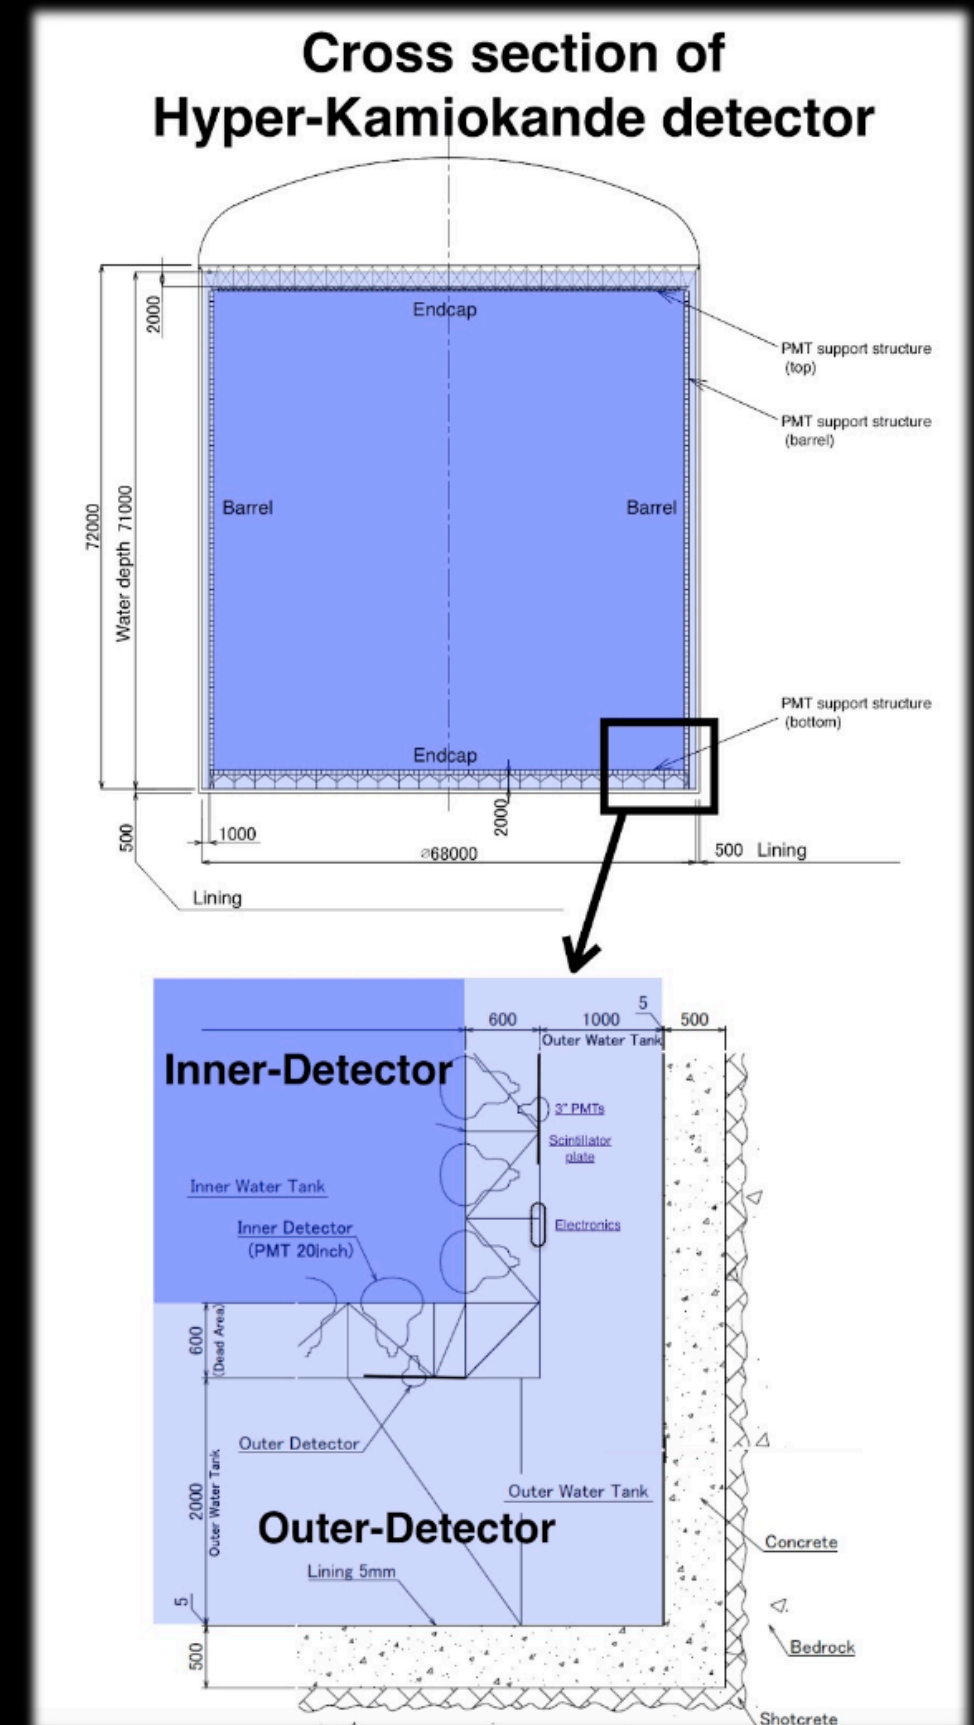 Cross section of
Hyper-Kamiokande detector
2000
Endcap
PMT support structure
(top)
PMT support structure
(barrel)
72000
Water depth 71000
Barrel
Barrel
PMT support structure
(bottom)
Endcap
2000
500
1000
⌀68000
500 Lining
Lining
5
600
1000
500
Outer Water Tank
Inner-Detector
3" PMTs
Scintillator
plate
Inner Water Tank
Electronics
Inner Detector
(PMT 20inch)
600
(Dead Area)
Outer Detector
2000
Outer Water Tank
Outer Water Tank
Outer-Detector
Concrete
Lining 5mm
5
500
Bedrock
Shotcrete